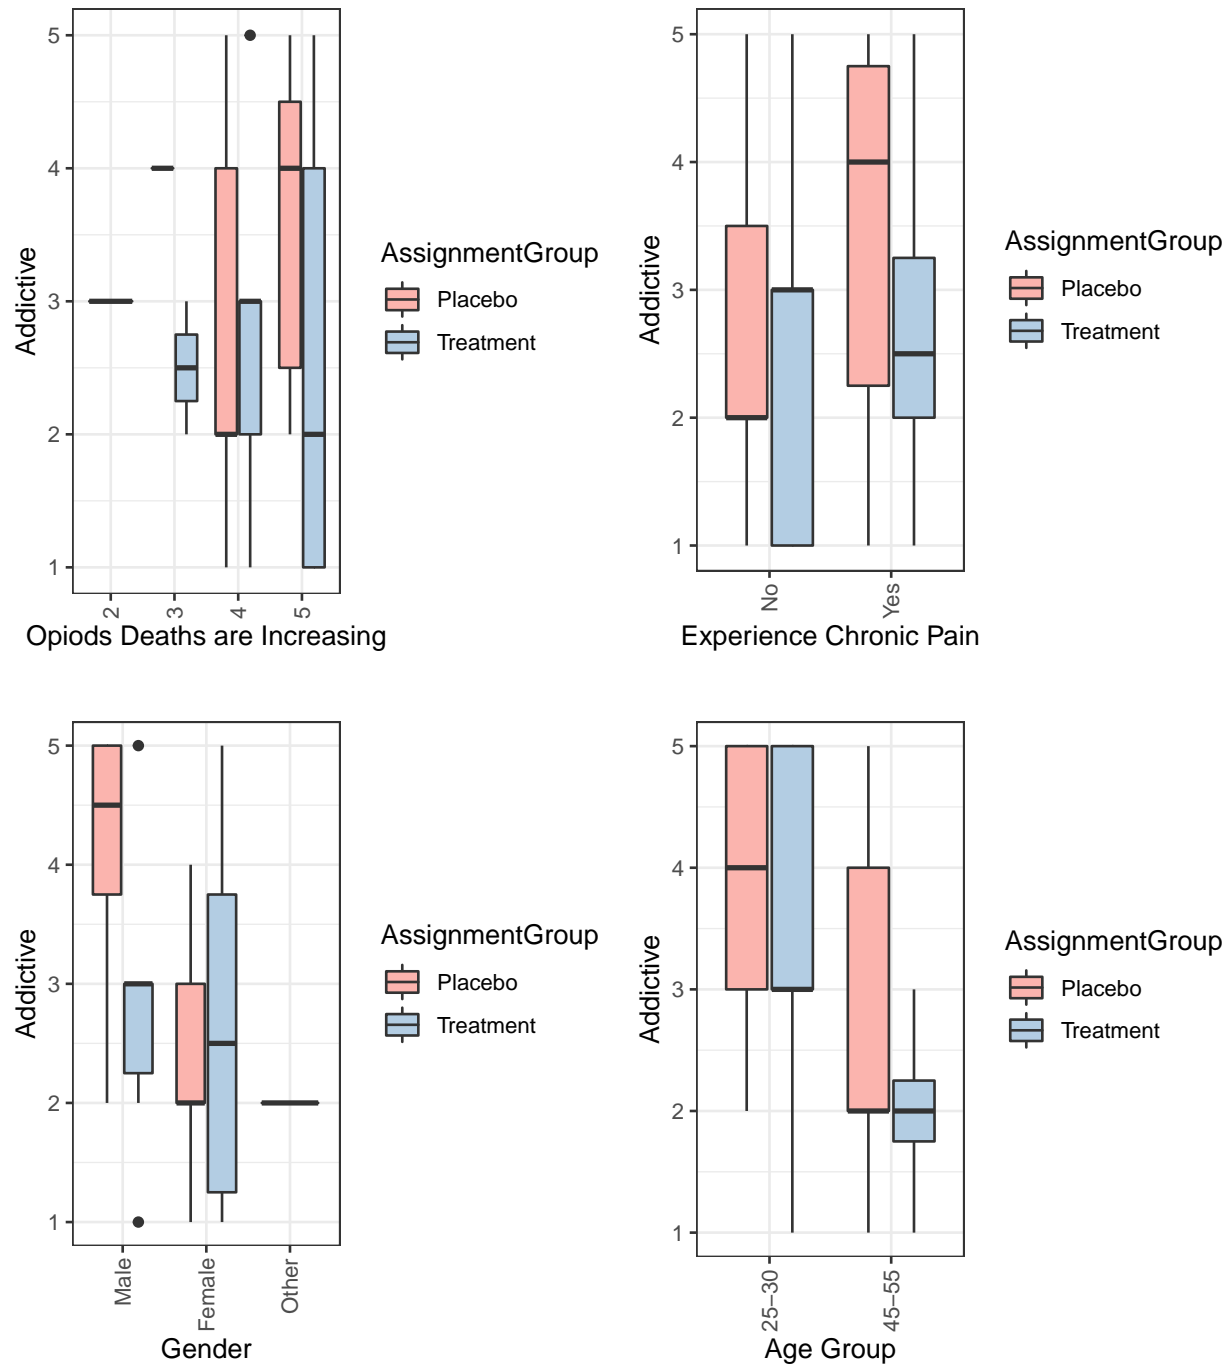 5
4
3
2
1
Addictive
2
3
4
5
Opiods Deaths are Increasing
AssignmentGroup
Placebo
Treatment
5
4
3
2
1
Addictive
No
Yes
Experience Chronic Pain
AssignmentGroup
Placebo
Treatment
5
4
3
2
1
Addictive
Male
Female
Other
Gender
AssignmentGroup
Placebo
Treatment
5
4
3
2
1
Addictive
25−30
45−55
Age Group
AssignmentGroup
Placebo
Treatment